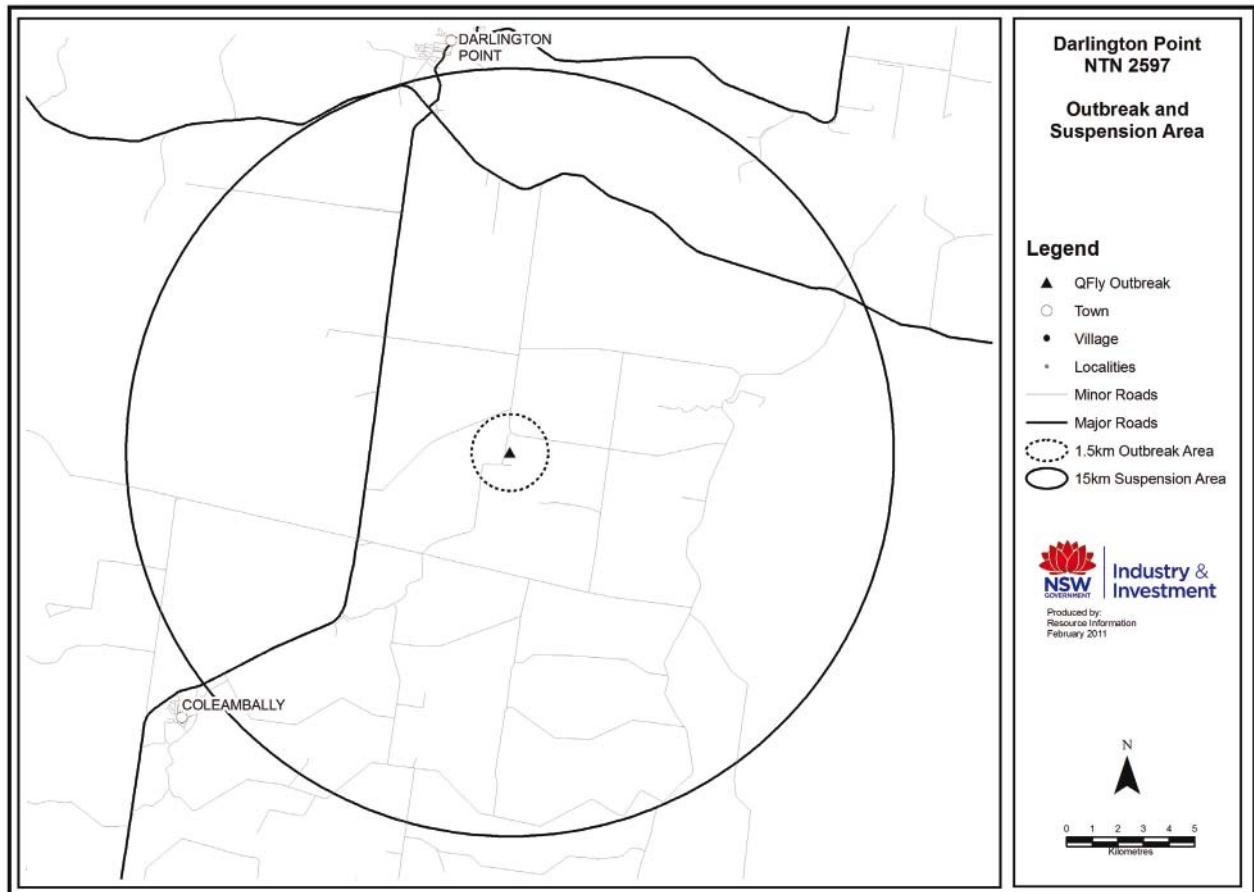 DARLINGTON
POINT
COLEAMBALLY
Darlington Point
NTN 2597
Outbreak and
Suspension Area
Legend
QFly Outbreak
Town
Village
Localities
Minor Roads
Major Roads
1.5km Outbreak Area
15km Suspension Area
NSW
GOVERNMENT
Industry &
Investment
Produced by:
Resource Information
February 2011
N
0 1 2 3 4 5
Kilometres